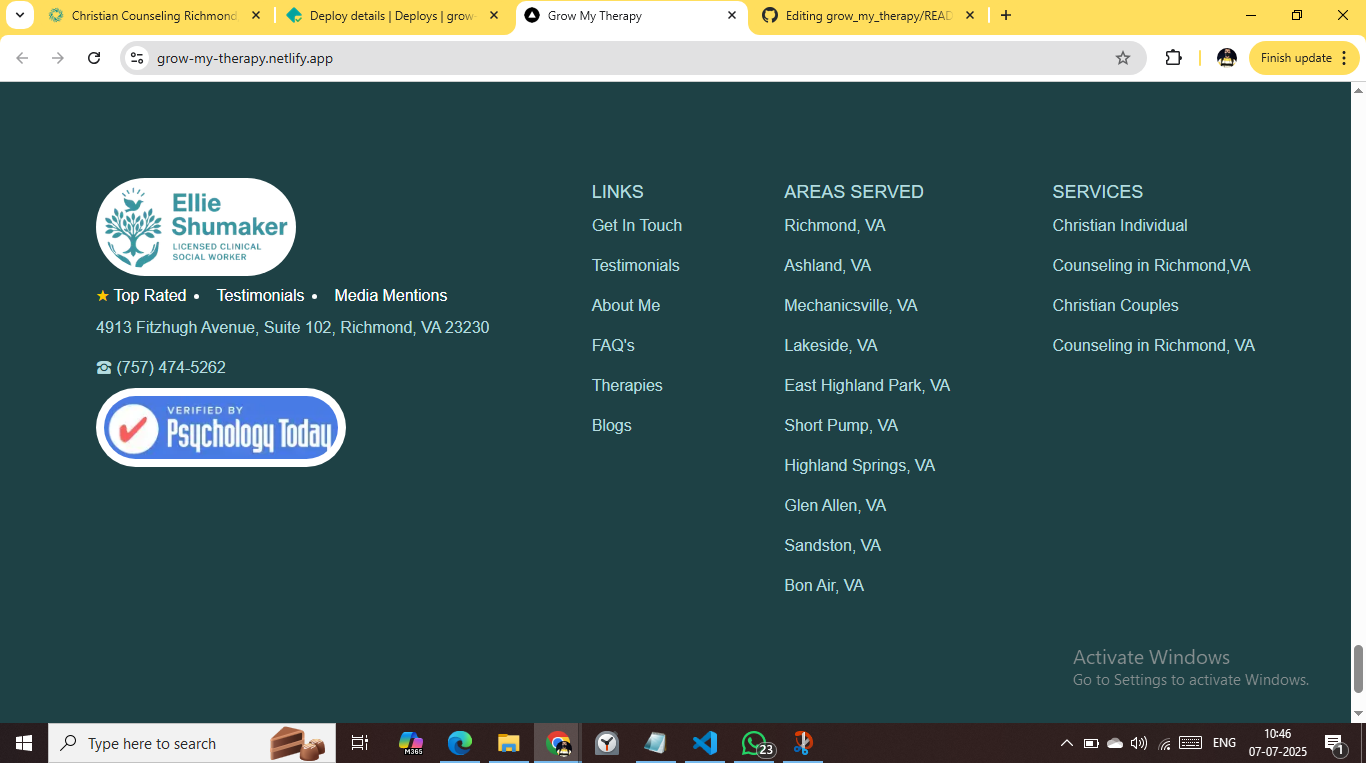 Christian Counseling Richmond
Deploy details | Deploys | grow-
Grow My Therapy
Editing grow_my_therapy/READ
grow-my-therapy.netlify.app
Finish update
Ellie
Shumaker
LICENSED CLINICAL
SOCIAL WORKER
★ Top Rated • Testimonials • Media Mentions
4913 Fitzhugh Avenue, Suite 102, Richmond, VA 23230
☎ (757) 474-5262
VERIFIED BY
Psychology Today
LINKS
Get In Touch
Testimonials
About Me
FAQ's
Therapies
Blogs
AREAS SERVED
Richmond, VA
Ashland, VA
Mechanicsville, VA
Lakeside, VA
East Highland Park, VA
Short Pump, VA
Highland Springs, VA
Glen Allen, VA
Sandston, VA
Bon Air, VA
SERVICES
Christian Individual
Counseling in Richmond,VA
Christian Couples
Counseling in Richmond, VA
Activate Windows
Go to Settings to activate Windows.
Type here to search
M365
23
ENG
10:46
07-07-2025
1